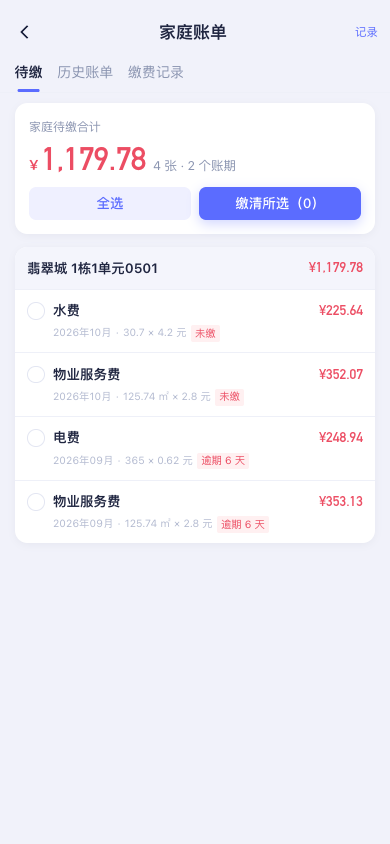 家庭账单
记录
待缴 历史账单 缴费记录
家庭待缴合计
¥ 1,179.78 4 张 · 2 个账期
全选 缴清所选（0）
翡翠城 1栋1单元0501 ¥1,179.78
水费 ¥225.64
2026年10月 · 30.7 × 4.2 元 未缴
物业服务费 ¥352.07
2026年10月 · 125.74 ㎡ × 2.8 元 未缴
电费 ¥248.94
2026年09月 · 365 × 0.62 元 逾期 6 天
物业服务费 ¥353.13
2026年09月 · 125.74 ㎡ × 2.8 元 逾期 6 天